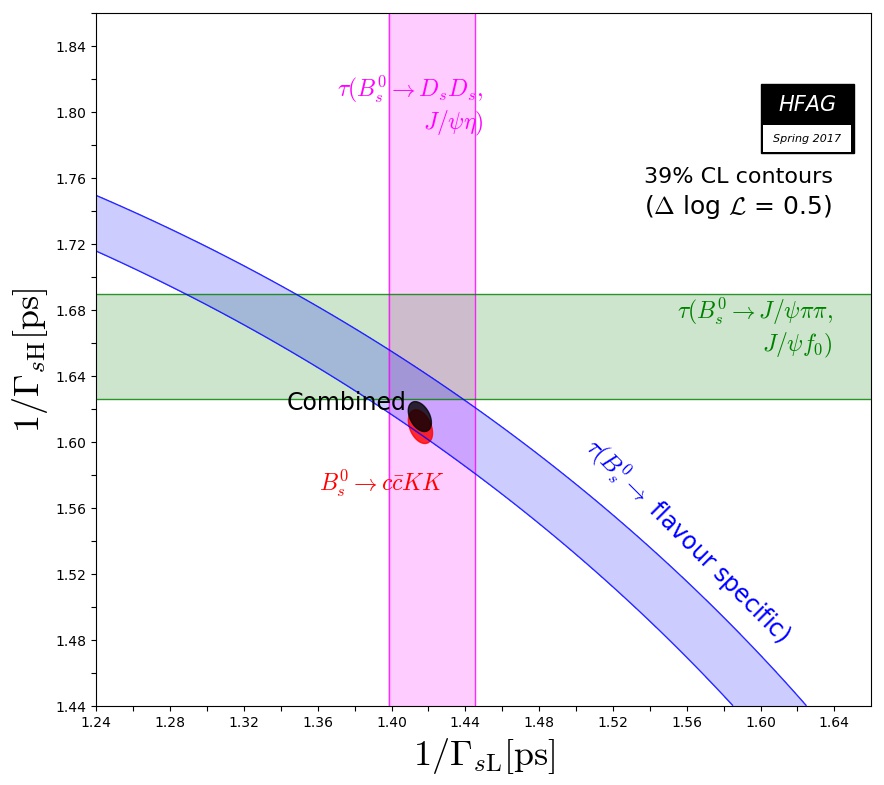 τ(B_s^0 → D_sD_s,
J/ψη)
HFAG
Spring 2017
39% CL contours
(Δ log ℒ = 0.5)
τ(B_s^0 → J/ψππ,
J/ψf_0)
Combined
B_s^0 → cc̄KK
τ(B_s^0 → flavour specific)
1/Γ_sH[ps]
1.84
1.80
1.76
1.72
1.68
1.64
1.60
1.56
1.52
1.48
1.44
1.24 1.28 1.32 1.36 1.40 1.44 1.48 1.52 1.56 1.60 1.64
1/Γ_sL[ps]